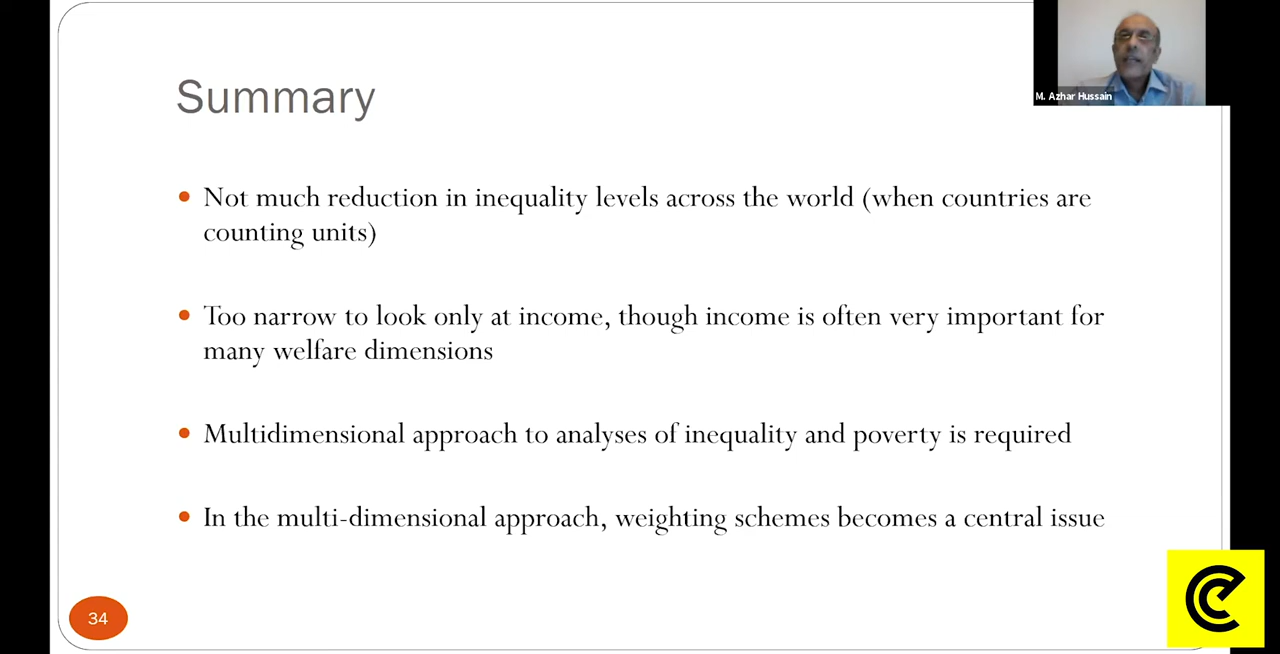 M. Azhar Hussain
Summary
Not much reduction in inequality levels across the world (when countries are
counting units)
Too narrow to look only at income, though income is often very important for
many welfare dimensions
Multidimensional approach to analyses of inequality and poverty is required
In the multi-dimensional approach, weighting schemes becomes a central issue
34